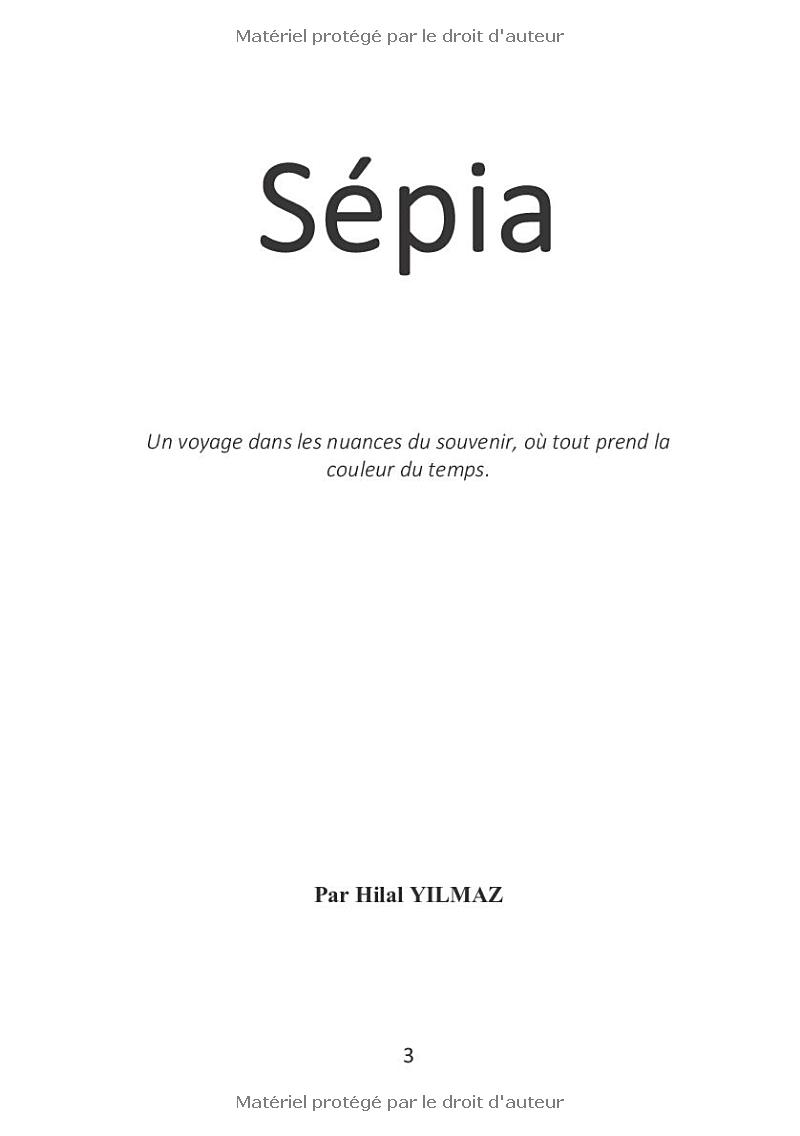 Matériel protégé par le droit d'auteur
Sépia
Un voyage dans les nuances du souvenir, où tout prend la
couleur du temps.
Par Hilal YILMAZ
3
Matériel protégé par le droit d'auteur